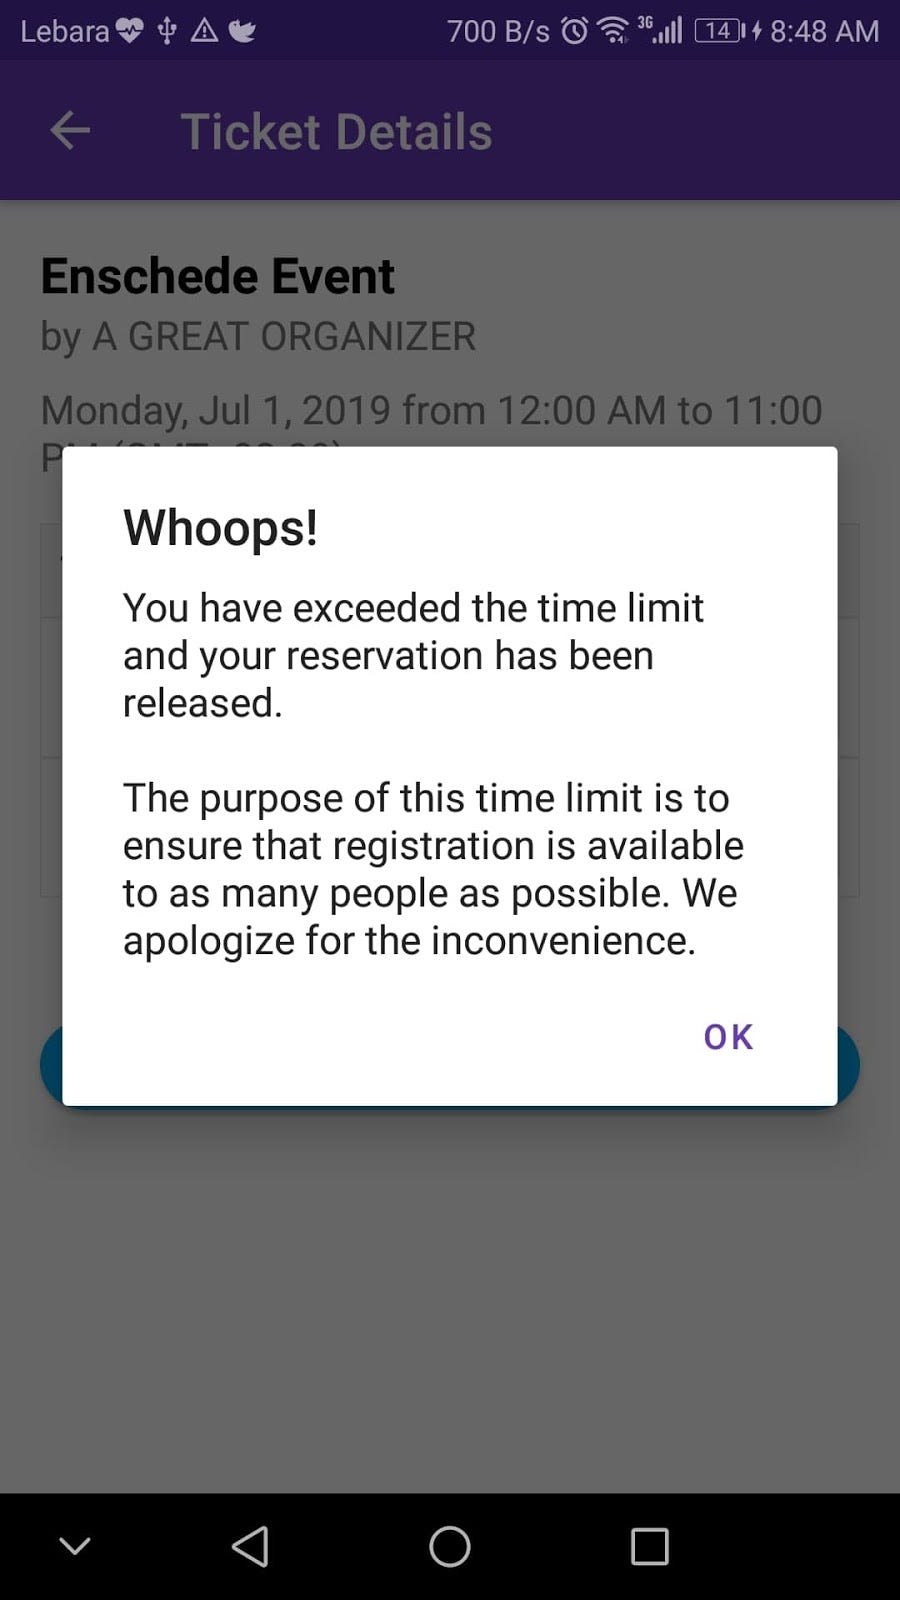 Lebara 700 B/s 3G 14 8:48 AM
Ticket Details
Enschede Event
by A GREAT ORGANIZER
Monday, Jul 1, 2019 from 12:00 AM to 11:00
Whoops!
You have exceeded the time limit
and your reservation has been
released.
The purpose of this time limit is to
ensure that registration is available
to as many people as possible. We
apologize for the inconvenience.
OK